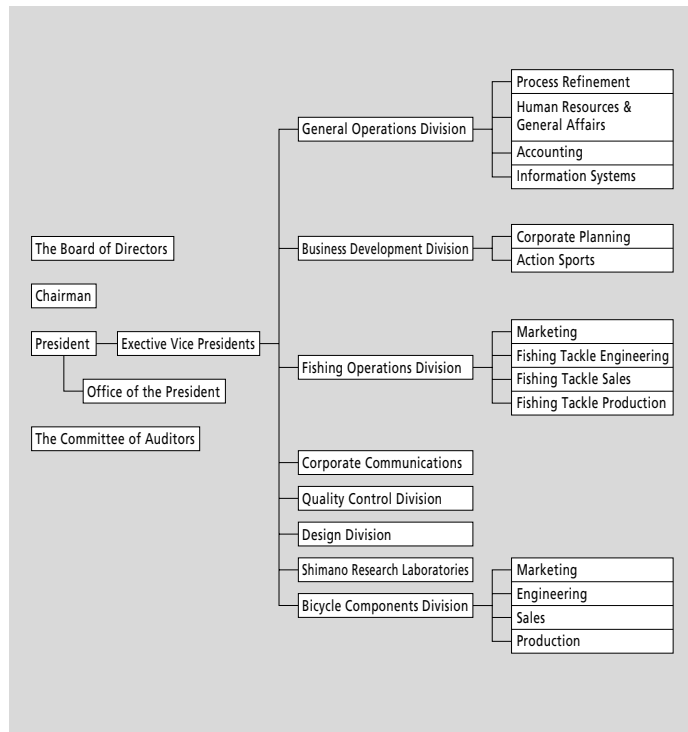 The Board of Directors
Chairman
President
Exective Vice Presidents
Office of the President
The Committee of Auditors
General Operations Division
Process Refinement
Human Resources &
General Affairs
Accounting
Information Systems
Business Development Division
Corporate Planning
Action Sports
Fishing Operations Division
Marketing
Fishing Tackle Engineering
Fishing Tackle Sales
Fishing Tackle Production
Corporate Communications
Quality Control Division
Design Division
Shimano Research Laboratories
Bicycle Components Division
Marketing
Engineering
Sales
Production